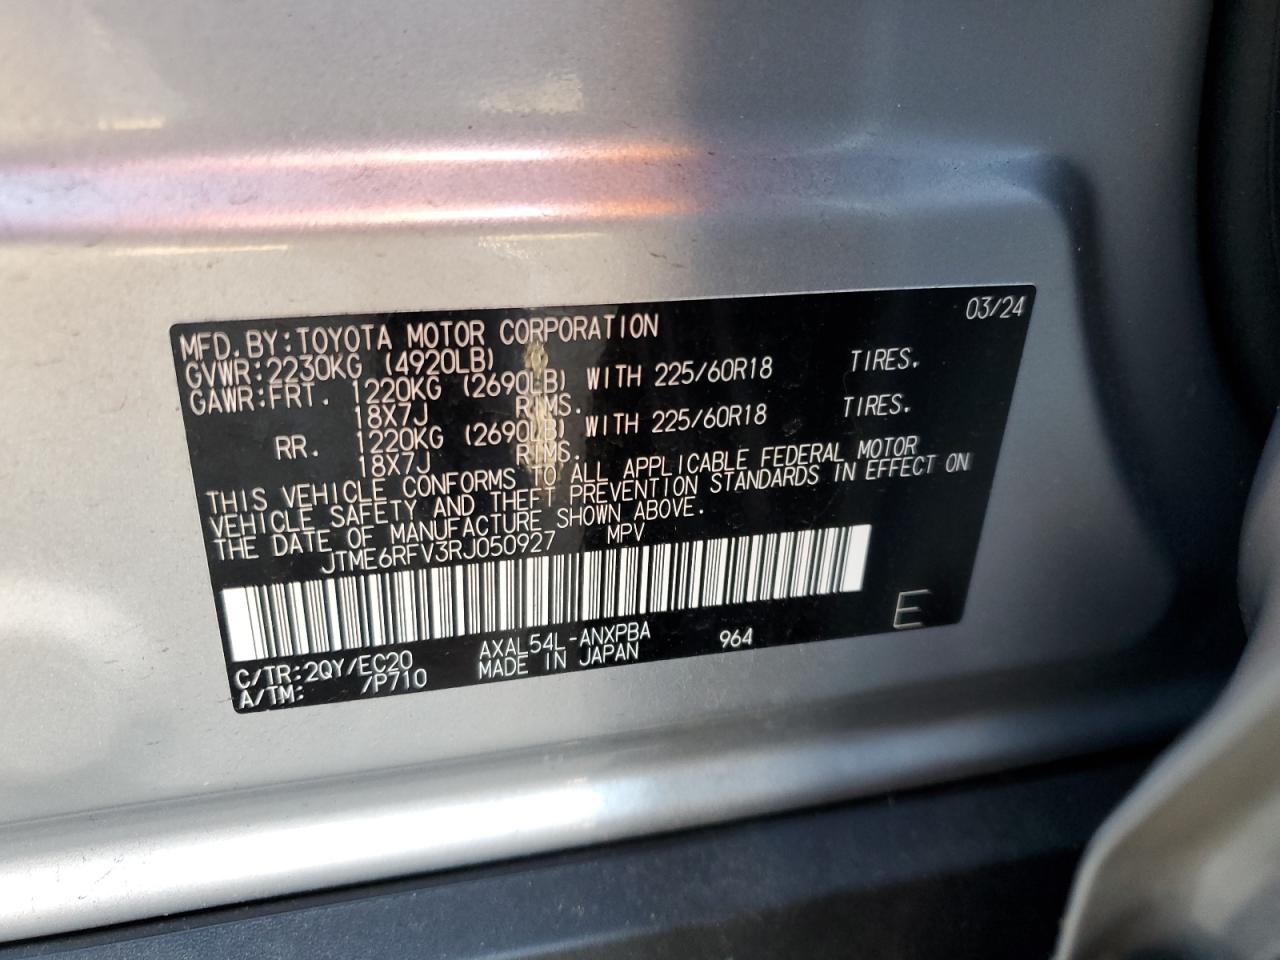 03/24
MFD.BY:TOYOTA MOTOR CORPORATION
GVWR:2230KG (4920LB)
GAWR:FRT. 1220KG (2690LB) WITH 225/60R18 TIRES.
18X7J RIMS.
RR. 1220KG (2690LB) WITH 225/60R18 TIRES.
18X7J RIMS.
THIS VEHICLE CONFORMS TO ALL APPLICABLE FEDERAL MOTOR
VEHICLE SAFETY AND THEFT PREVENTION STANDARDS IN EFFECT ON
THE DATE OF MANUFACTURE SHOWN ABOVE.
JTME6RFV3RJ050927 MPV
E
C/TR:2QY/EC20 AXAL54L-ANXPBA 964
A/TM: /P710 MADE IN JAPAN